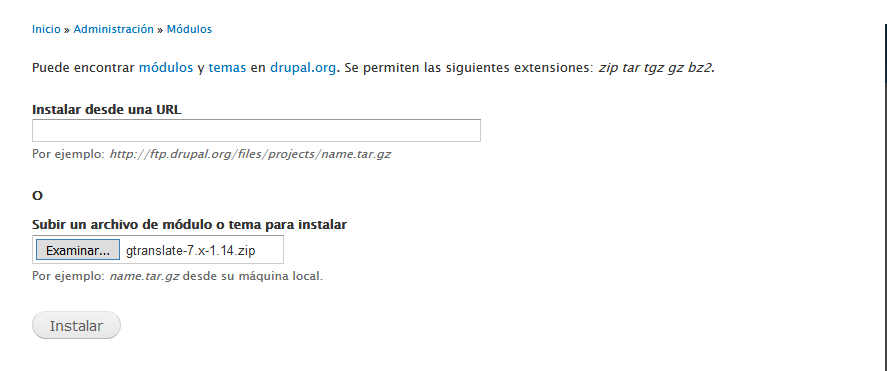 Inicio » Administración » Módulos
Puede encontrar módulos y temas en drupal.org. Se permiten las siguientes extensiones: zip tar tgz gz bz2.
Instalar desde una URL
Por ejemplo: http://ftp.drupal.org/files/projects/name.tar.gz
O
Subir un archivo de módulo o tema para instalar
Examinar... gtranslate-7.x-1.14.zip
Por ejemplo: name.tar.gz desde su máquina local.
Instalar